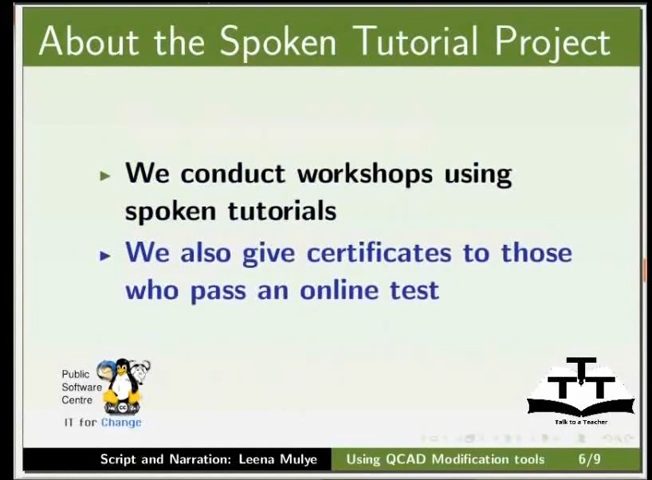 About the Spoken Tutorial Project
We conduct workshops using
spoken tutorials
We also give certificates to those
who pass an online test
Public
Software
Centre
IT for Change
TTT
Talk to a Teacher
Script and Narration: Leena Mulye
Using QCAD Modification tools
6/9